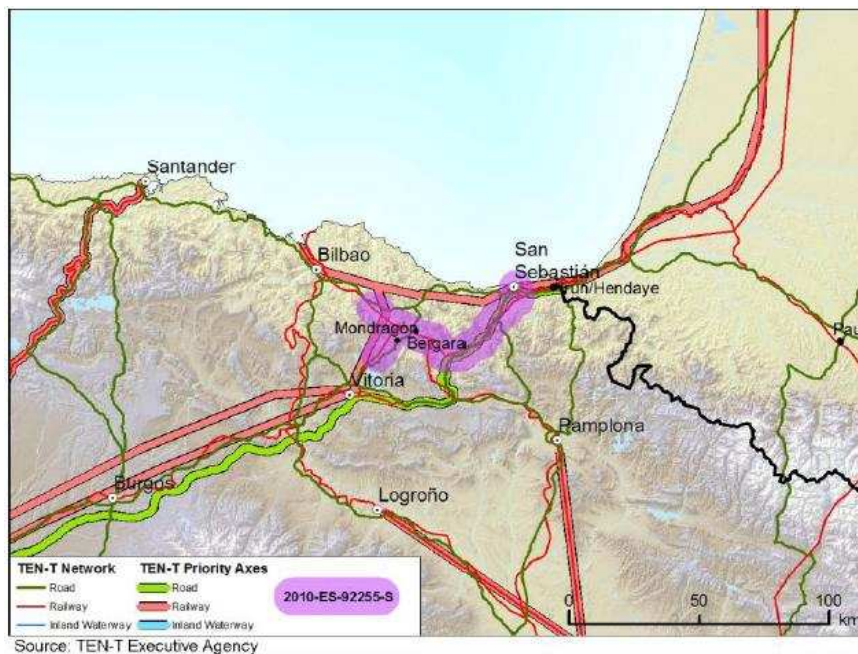 Santander
Bilbao
San
Sebastián
Irun/Hendaye
Mondragón
Bergara
Pau
Vitoria
Pamplona
Burgos
Logroño
TEN-T Network
Road
Railway
Inland Waterway
TEN-T Priority Axes
Road
Railway
Inland Waterway
2010-ES-92255-S
0 50 100
km
Source: TEN-T Executive Agency